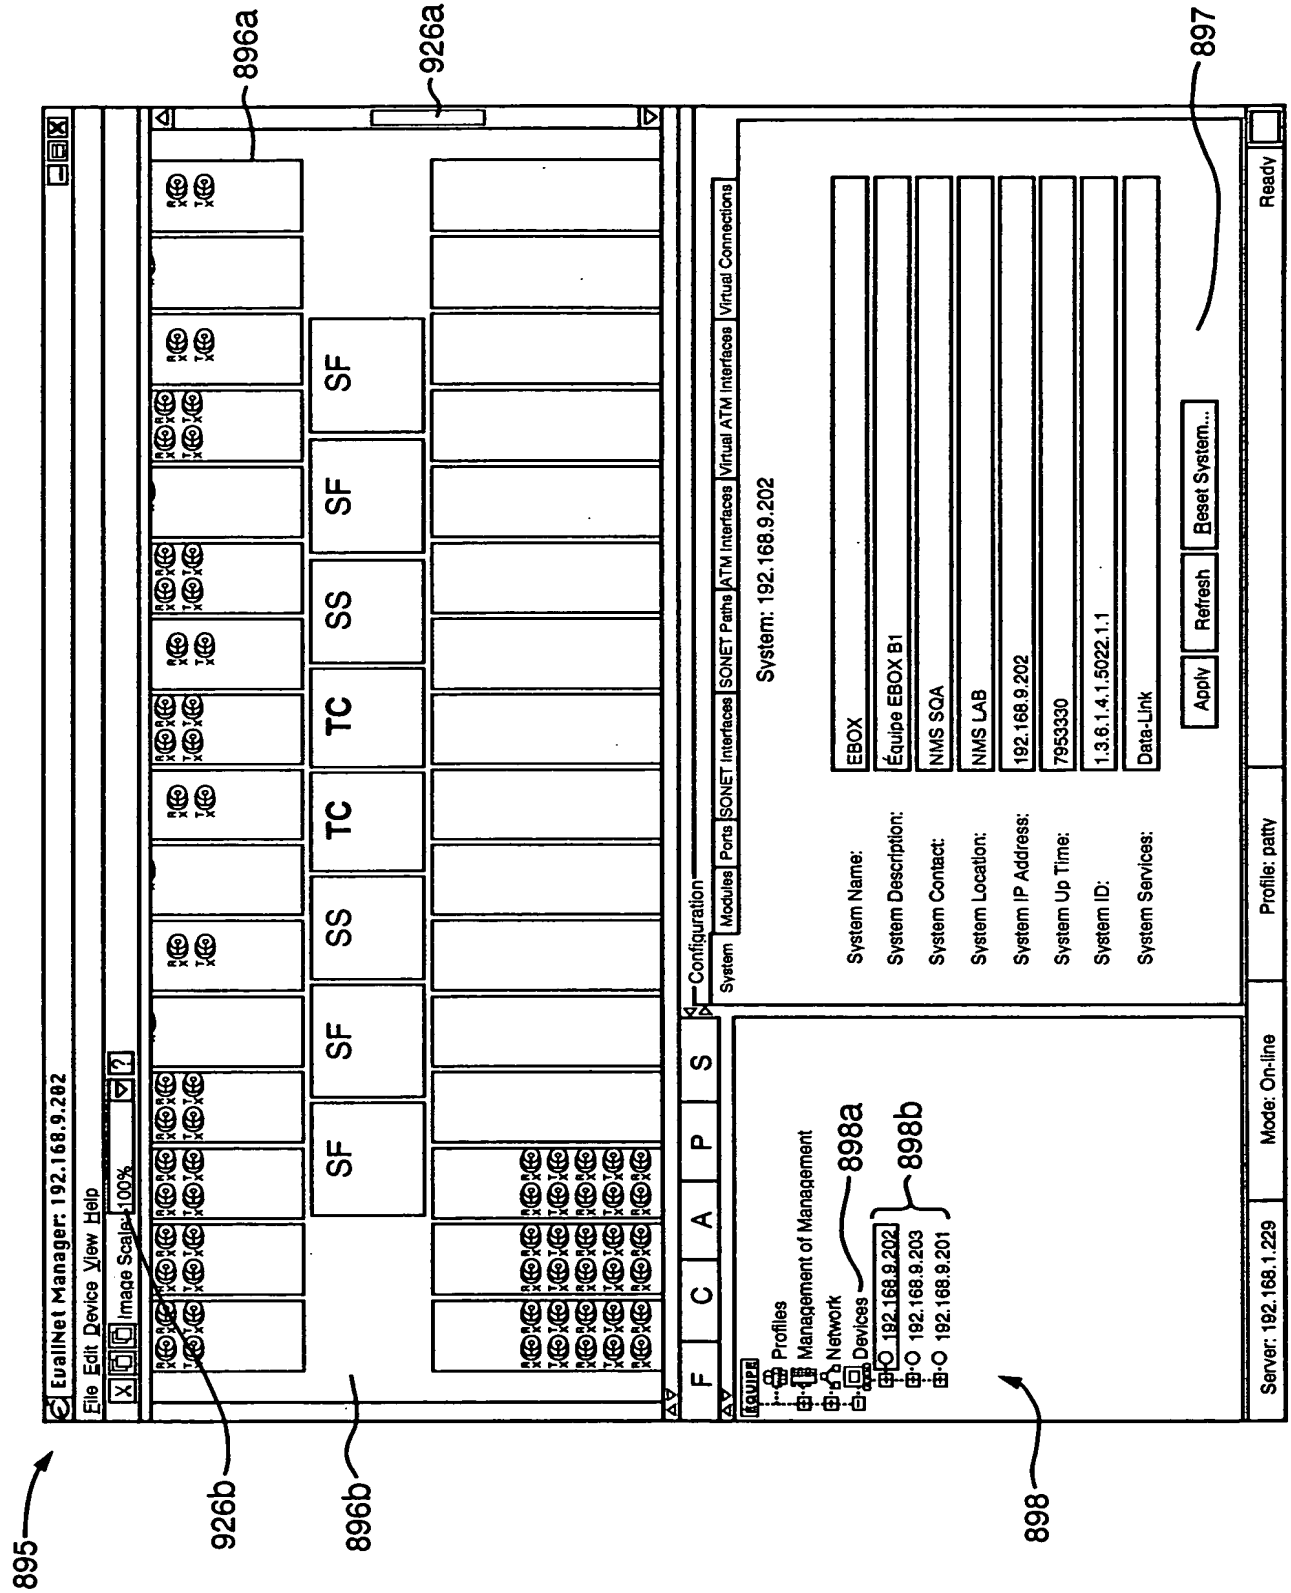 895
EvaliNet Manager: 192.168.9.202
File Edit Device View Help
Image Scale: 100% ?
926b
896a
926a
896b
SF SF SS TC TC SS SF SF
F C A P S
EQUIPE
Profiles
Management of Management
Network
Devices
192.168.9.202
192.168.9.203
192.168.9.201
898a
898b
898
Configuration
System Modules Ports SONET Interfaces SONET Paths ATM Interfaces Virtual ATM Interfaces Virtual Connections
System: 192.168.9.202
System Name: EBOX
System Description: Équipe EBOX B1
System Contact: NMS SQA
System Location: NMS LAB
System IP Address: 192.168.9.202
System Up Time: 7953330
System ID: 1.3.6.1.4.1.5022.1.1
System Services: Data-Link
Apply Refresh Reset System...
897
Server: 192.168.1.229 Mode: On-line Profile: patty Ready